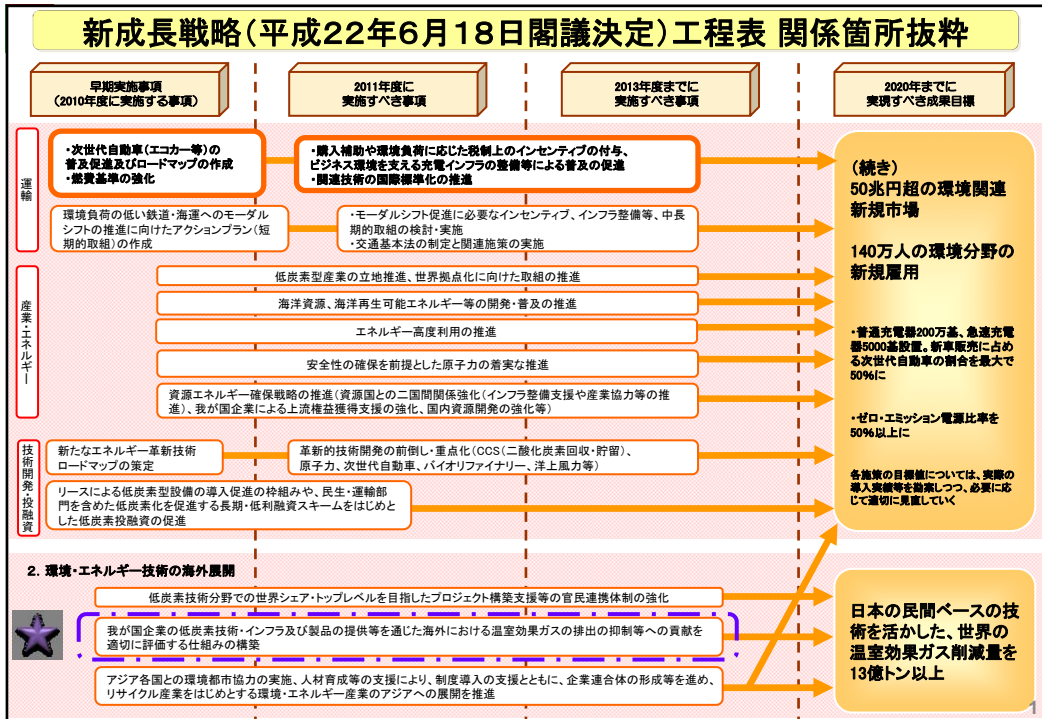 新成長戦略(平成22年6月18日閣議決定)工程表 関係箇所抜粋
早期実施事項
(2010年度に実施する事項)
2011年度に
実施すべき事項
2013年度までに
実施すべき事項
2020年までに
実現すべき成果目標
運輸
・次世代自動車(エコカー等)の
普及促進及びロードマップの作成
・燃費基準の強化
・購入補助や環境負荷に応じた税制上のインセンティブの付与、
ビジネス環境を支える充電インフラの整備等による普及の促進
・関連技術の国際標準化の推進
環境負荷の低い鉄道・海運へのモーダル
シフトの推進に向けたアクションプラン(短
期的取組)の作成
・モーダルシフト促進に必要なインセンティブ、インフラ整備等、中長
期的取組の検討・実施
・交通基本法の制定と関連施策の実施
産業・エネルギー
低炭素型産業の立地推進、世界拠点化に向けた取組の推進
海洋資源、海洋再生可能エネルギー等の開発・普及の推進
エネルギー高度利用の推進
安全性の確保を前提とした原子力の着実な推進
資源エネルギー確保戦略の推進(資源国との二国間関係強化(インフラ整備支援や産業協力等の推
進)、我が国企業による上流権益獲得支援の強化、国内資源開発の強化等)
技術開発・投融資
新たなエネルギー革新技術
ロードマップの策定
革新的技術開発の前倒し・重点化(CCS(二酸化炭素回収・貯留)、
原子力、次世代自動車、バイオリファイナリー、洋上風力等)
リースによる低炭素型設備の導入促進の枠組みや、民生・運輸部
門を含めた低炭素化を促進する長期・低利融資スキームをはじめと
した低炭素投融資の促進
(続き)
50兆円超の環境関連
新規市場
140万人の環境分野の
新規雇用
・普通充電器200万基、急速充電
器5000基設置。新車販売に占め
る次世代自動車の割合を最大で
50%に
・ゼロ・エミッション電源比率を
50%以上に
各施策の目標値については、実際の
導入実績等を勘案しつつ、必要に応
じて適切に見直していく
2. 環境・エネルギー技術の海外展開
低炭素技術分野での世界シェア・トップレベルを目指したプロジェクト構築支援等の官民連携体制の強化
我が国企業の低炭素技術・インフラ及び製品の提供等を通じた海外における温室効果ガスの排出の抑制等への貢献を
適切に評価する仕組みの構築
アジア各国との環境都市協力の実施、人材育成等の支援により、制度導入の支援とともに、企業連合体の形成等を進め、
リサイクル産業をはじめとする環境・エネルギー産業のアジアへの展開を推進
日本の民間ベースの技
術を活かした、世界の
温室効果ガス削減量を
13億トン以上
1